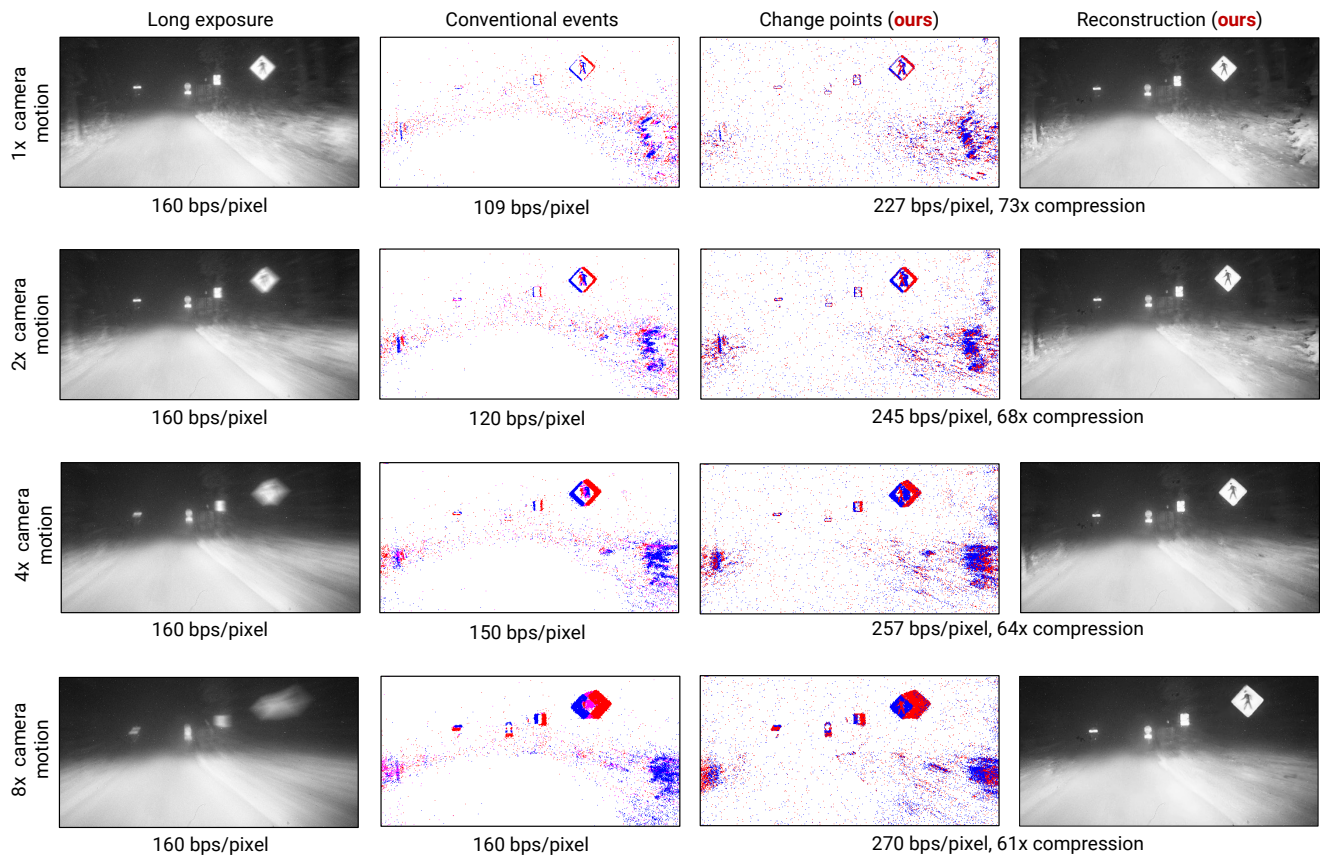 Long exposure
Conventional events
Change points (ours)
Reconstruction (ours)
1x camera
motion
160 bps/pixel
109 bps/pixel
227 bps/pixel, 73x compression
2x camera
motion
160 bps/pixel
120 bps/pixel
245 bps/pixel, 68x compression
4x camera
motion
160 bps/pixel
150 bps/pixel
257 bps/pixel, 64x compression
8x camera
motion
160 bps/pixel
160 bps/pixel
270 bps/pixel, 61x compression